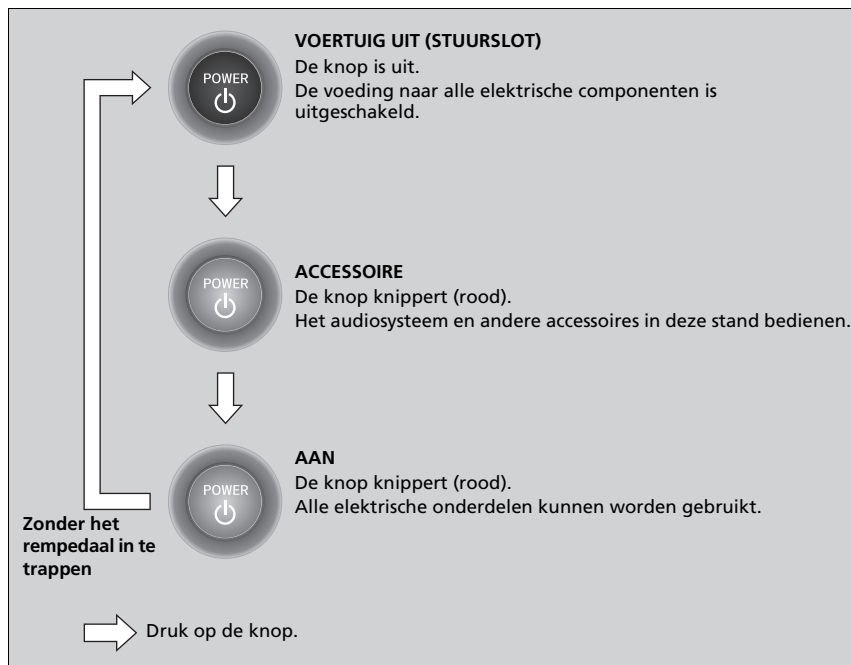 POWER
VOERTUIG UIT (STUURSLOT)
De knop is uit.
De voeding naar alle elektrische componenten is
uitgeschakeld.
POWER
ACCESSOIRE
De knop knippert (rood).
Het audiosysteem en andere accessoires in deze stand bedienen.
POWER
AAN
De knop knippert (rood).
Alle elektrische onderdelen kunnen worden gebruikt.
Zonder het
rempedaal in te
trappen
Druk op de knop.